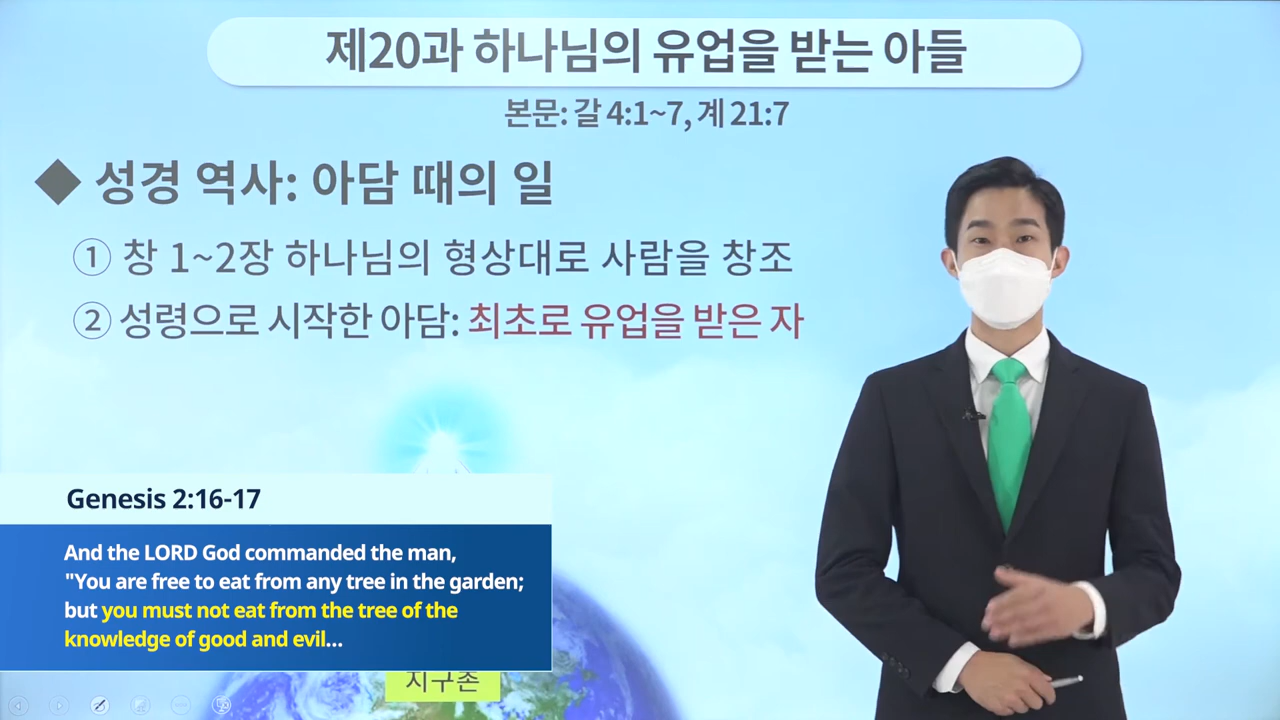 제20과 하나님의 유업을 받는 아들
본문: 갈 4:1~7, 계 21:7
◆ 성경 역사: 아담 때의 일
① 창 1~2장 하나님의 형상대로 사람을 창조
② 성령으로 시작한 아담: 최초로 유업을 받은 자
Genesis 2:16-17
And the LORD God commanded the man,
"You are free to eat from any tree in the garden;
but you must not eat from the tree of the
knowledge of good and evil...
지구촌